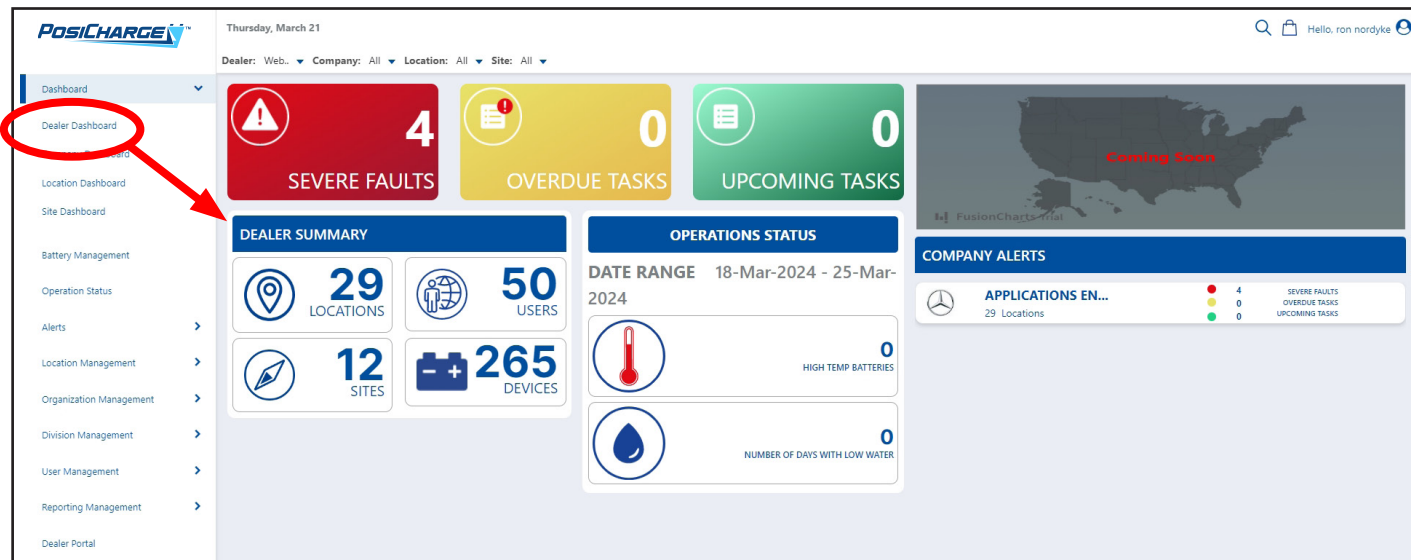 POSICHARGE™
Thursday, March 21
Hello, ron nordyke
Dealer: Web.. Company: All Location: All Site: All
Dashboard
Dealer Dashboard
Location Dashboard
Site Dashboard
Battery Management
Operation Status
Alerts
Location Management
Organization Management
Division Management
User Management
Reporting Management
Dealer Portal
4
SEVERE FAULTS
0
OVERDUE TASKS
0
UPCOMING TASKS
Coming Soon
FusionCharts Trial
DEALER SUMMARY
29
LOCATIONS
50
USERS
12
SITES
265
DEVICES
OPERATIONS STATUS
DATE RANGE 18-Mar-2024 - 25-Mar-
2024
0
HIGH TEMP BATTERIES
0
NUMBER OF DAYS WITH LOW WATER
COMPANY ALERTS
APPLICATIONS EN...
29 Locations
4 SEVERE FAULTS
0 OVERDUE TASKS
0 UPCOMING TASKS